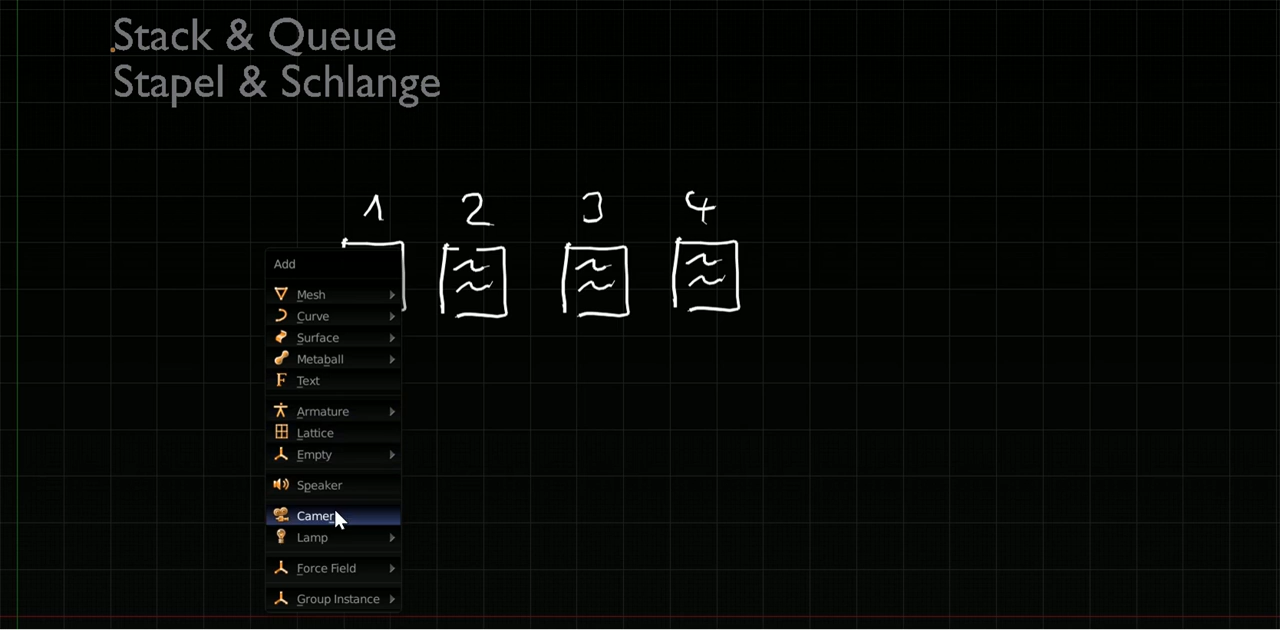 Stack & Queue
Stapel & Schlange
1 2 3 4
Add
Mesh
Curve
Surface
Metaball
Text
Armature
Lattice
Empty
Speaker
Camer
Lamp
Force Field
Group Instance